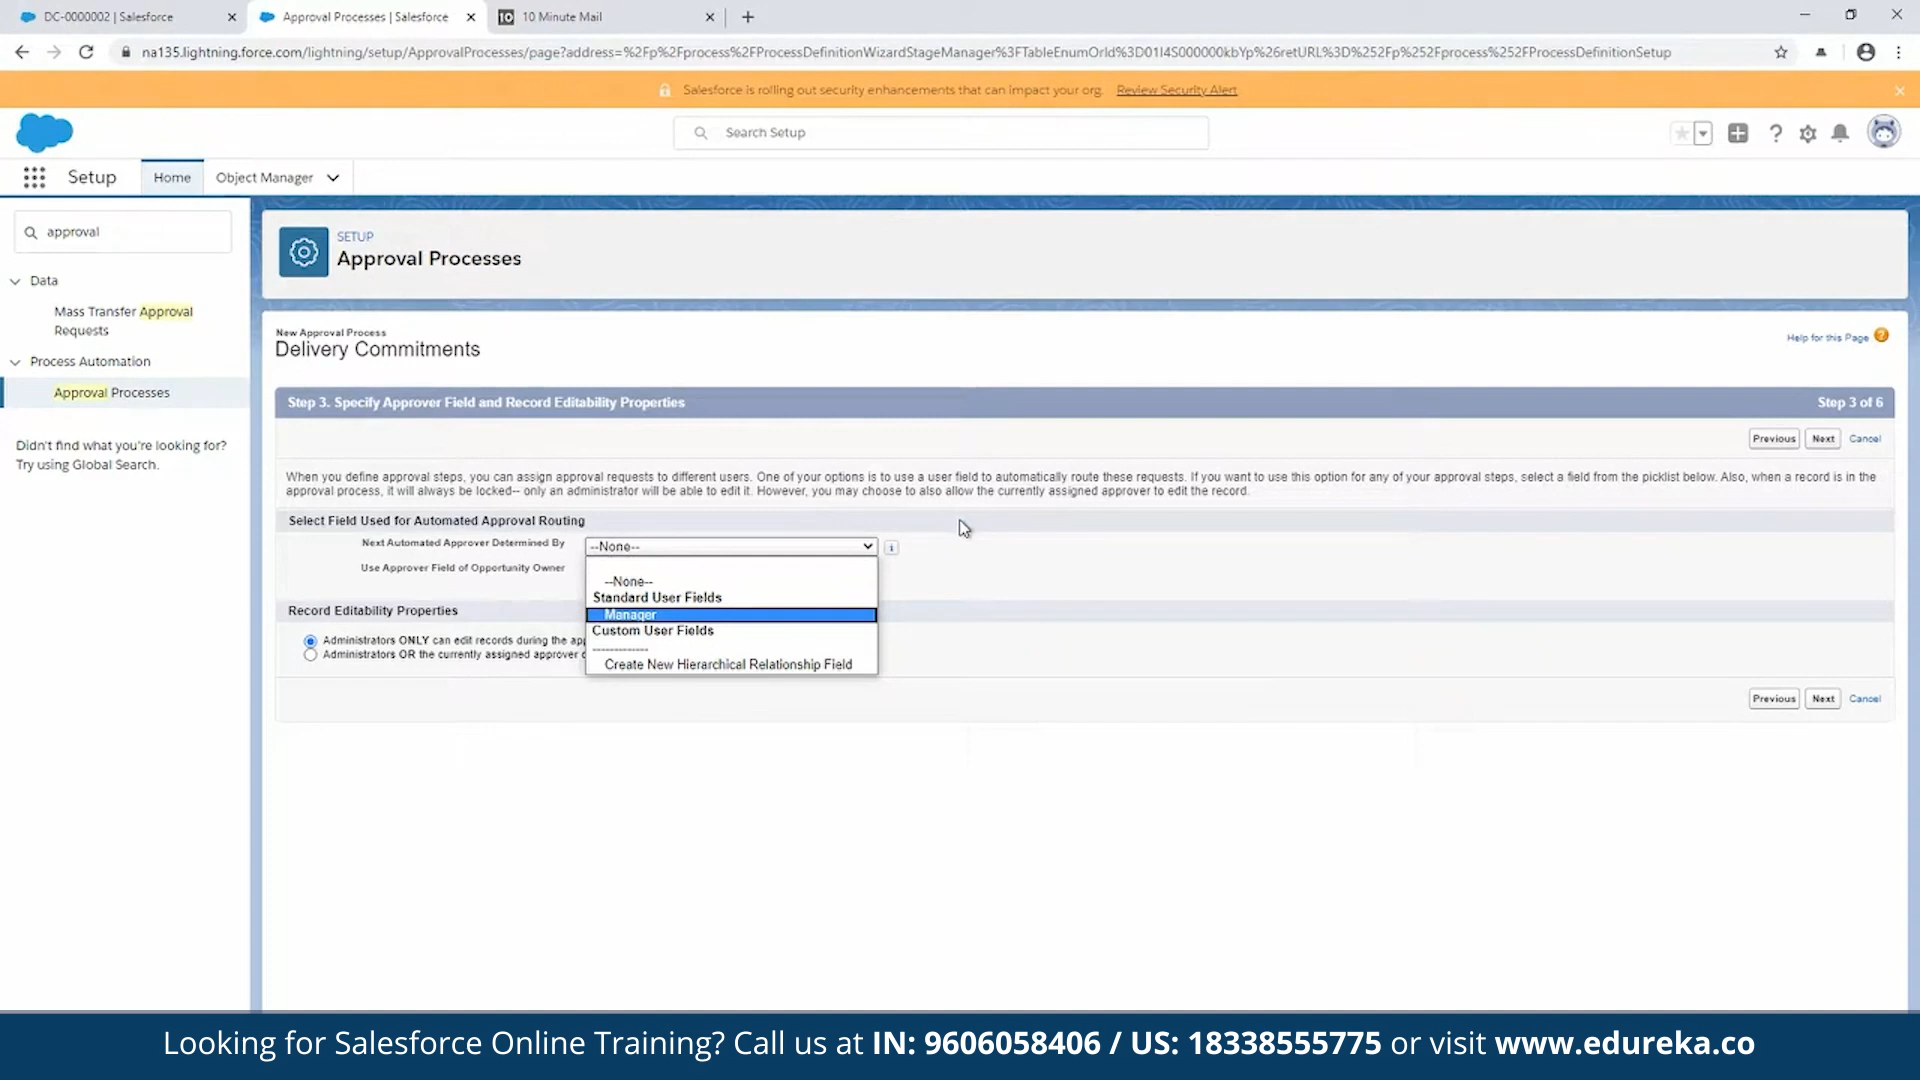 DC-0000002 | Salesforce
Approval Processes | Salesforce
10 10 Minute Mail
na135.lightning.force.com/lightning/setup/ApprovalProcesses/page?address=%2Fp%2Fprocess%2FProcessDefinitionWizardStageManager%3FTableEnumOrId%3D01I4S000000kbYp%26retURL%3D%252Fp%252Fprocess%252FProcessDefinitionSetup
Salesforce is rolling out security enhancements that can impact your org. Review Security Alert
Search Setup
Setup Home Object Manager
approval
Data
Mass Transfer Approval
Requests
Process Automation
Approval Processes
Didn't find what you're looking for?
Try using Global Search.
SETUP
Approval Processes
New Approval Process
Delivery Commitments
Help for this Page
Step 3. Specify Approver Field and Record Editability Properties Step 3 of 6
Previous Next Cancel
When you define approval steps, you can assign approval requests to different users. One of your options is to use a user field to automatically route these requests. If you want to use this option for any of your approval steps, select a field from the picklist below. Also, when a record is in the
approval process, it will always be locked-- only an administrator will be able to edit it. However, you may choose to also allow the currently assigned approver to edit the record.
Select Field Used for Automated Approval Routing
Next Automated Approver Determined By --None--
Use Approver Field of Opportunity Owner
--None--
Standard User Fields
Manager
Custom User Fields
-------------
Create New Hierarchical Relationship Field
Record Editability Properties
Administrators ONLY can edit records during the app
Administrators OR the currently assigned approver
Previous Next Cancel
Looking for Salesforce Online Training? Call us at IN: 9606058406 / US: 18338555775 or visit www.edureka.co